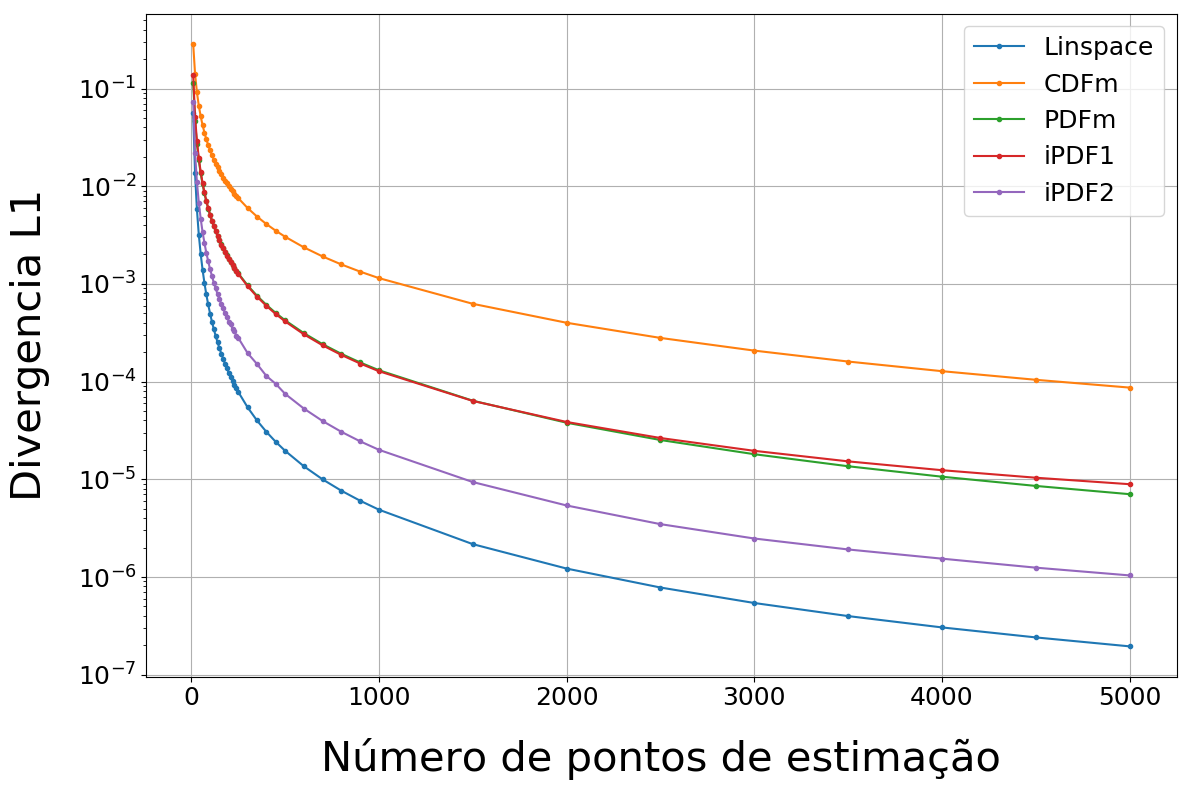 Divergencia L1
10⁻¹
10⁻²
10⁻³
10⁻⁴
10⁻⁵
10⁻⁶
10⁻⁷
Linspace
CDFm
PDFm
iPDF1
iPDF2
0 1000 2000 3000 4000 5000
Número de pontos de estimação